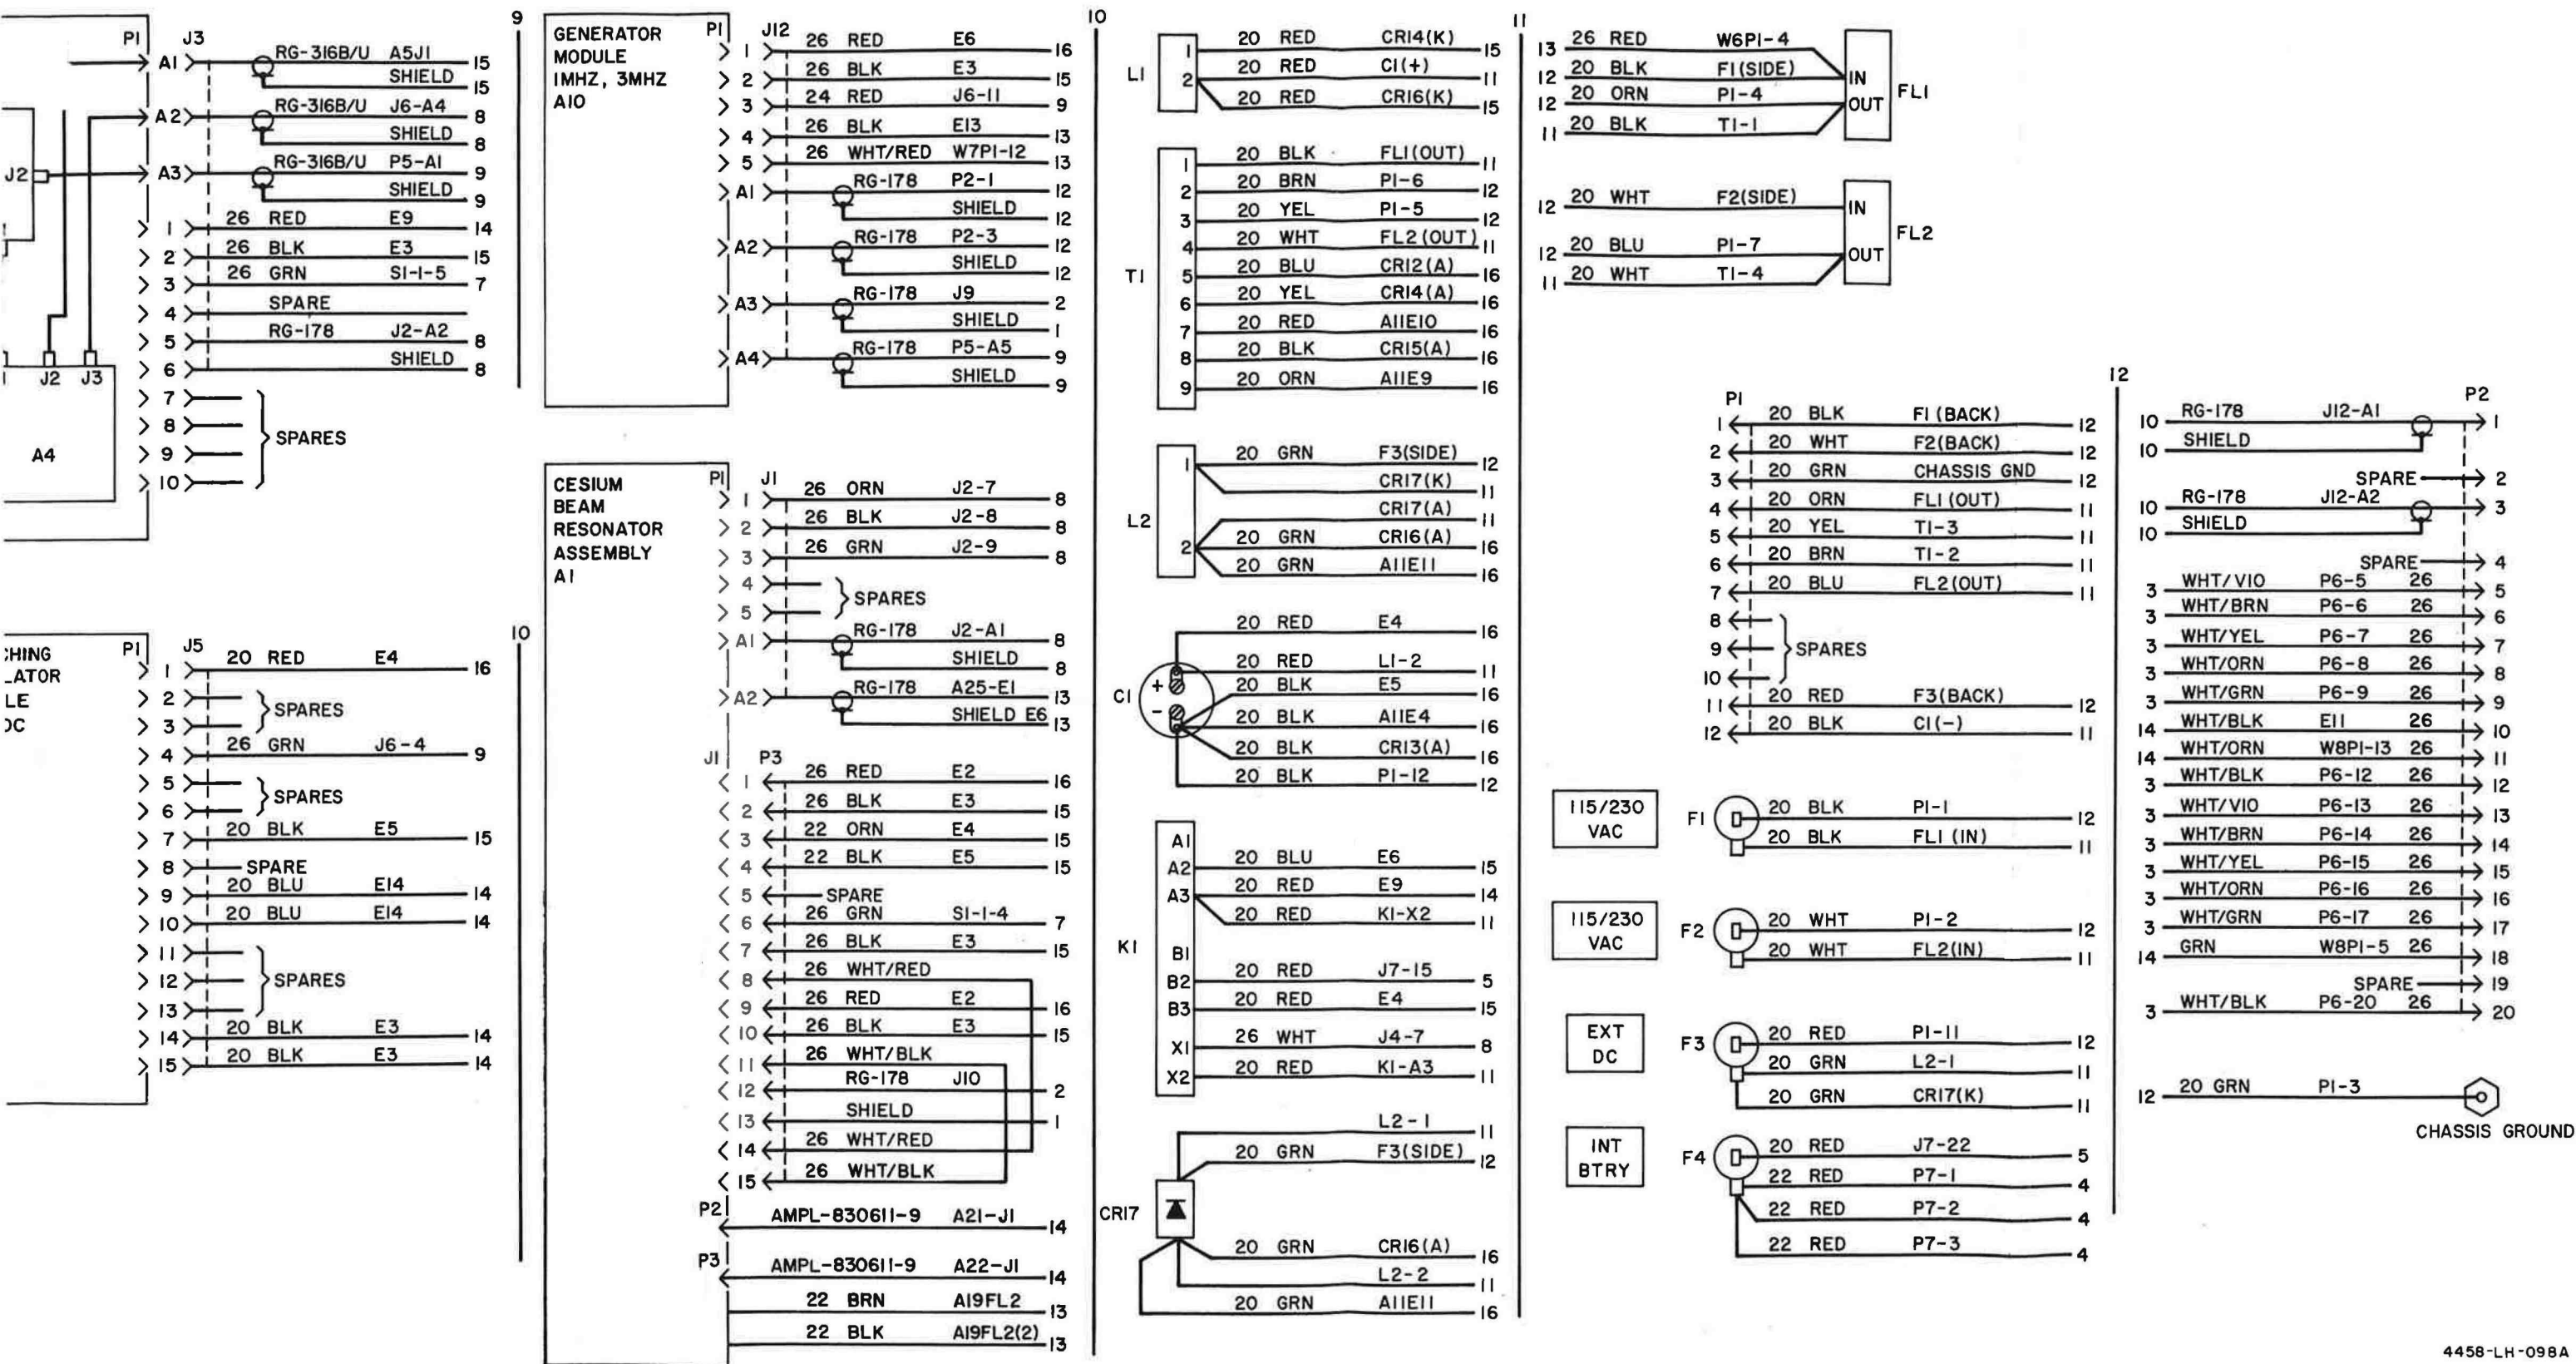 9
P1 J3
A1 RG-316B/U A5J1 15
SHIELD 15
A2 RG-316B/U J6-A4 8
SHIELD 8
J2 A3 RG-316B/U P5-A1 9
SHIELD 9
1 26 RED E9 14
2 26 BLK E3 15
3 26 GRN S1-1-5 7
4 SPARE
5 RG-178 J2-A2 8
6 SHIELD 8
J2 J3
7
8
9
10
SPARES
A4
10
CHING
LATOR
LE
DC
P1 J5
1 20 RED E4 16
2
3
SPARES
4 26 GRN J6-4 9
5
6
SPARES
7 20 BLK E5 15
8 SPARE
9 20 BLU E14 14
10 20 BLU E14 14
11
12
13
SPARES
14 20 BLK E3 14
15 20 BLK E3 14
GENERATOR
MODULE
1MHZ, 3MHZ
A10
P1 J12
1 26 RED E6 16
2 26 BLK E3 15
3 24 RED J6-11 9
4 26 BLK E13 13
5 26 WHT/RED W7P1-12 13
A1 RG-178 P2-1 12
SHIELD 12
A2 RG-178 P2-3 12
SHIELD 12
A3 RG-178 J9 2
SHIELD 1
A4 RG-178 P5-A5 9
SHIELD 9
CESIUM
BEAM
RESONATOR
ASSEMBLY
A1
P1 J1
1 26 ORN J2-7 8
2 26 BLK J2-8 8
3 26 GRN J2-9 8
4
5
SPARES
A1 RG-178 J2-A1 8
SHIELD 8
A2 RG-178 A25-E1 13
SHIELD E6 13
J1 P3
1 26 RED E2 16
2 26 BLK E3 15
3 22 ORN E4 15
4 22 BLK E5 15
5 SPARE
6 26 GRN S1-1-4 7
7 26 BLK E3 15
8 26 WHT/RED
9 26 RED E2 16
10 26 BLK E3 15
11 26 WHT/BLK
12 RG-178 J10 2
13 SHIELD 1
14 26 WHT/RED
15 26 WHT/BLK
P2 AMPL-830611-9 A21-J1 14
P3 AMPL-830611-9 A22-J1 14
22 BRN A19FL2 13
22 BLK A19FL2(2) 13
10
L1
1 20 RED CR14(K) 15
2 20 RED C1(+) 11
20 RED CR16(K) 15
T1
1 20 BLK FL1(OUT) 11
2 20 BRN P1-6 12
3 20 YEL P1-5 12
4 20 WHT FL2(OUT) 11
5 20 BLU CR12(A) 16
6 20 YEL CR14(A) 16
7 20 RED A11E10 16
8 20 BLK CR15(A) 16
9 20 ORN A11E9 16
L2
1 20 GRN F3(SIDE) 12
CR17(K) 11
CR17(A) 11
2 20 GRN CR16(A) 16
20 GRN A11E11 16
C1
+
-
20 RED E4 16
20 RED L1-2 11
20 BLK E5 16
20 BLK A11E4 16
20 BLK CR13(A) 16
20 BLK P1-12 12
K1
A1
A2 20 BLU E6 15
A3 20 RED E9 14
20 RED K1-X2 11
B1
B2 20 RED J7-15 5
B3 20 RED E4 15
X1 26 WHT J4-7 8
X2 20 RED K1-A3 11
CR17
L2-1 11
20 GRN F3(SIDE) 12
20 GRN CR16(A) 16
L2-2 11
20 GRN A11E11 16
11
13 26 RED W6P1-4
12 20 BLK F1(SIDE) IN
12 20 ORN P1-4 OUT
11 20 BLK T1-1
FL1
12 20 WHT F2(SIDE) IN
12 20 BLU P1-7 OUT
11 20 WHT T1-4
FL2
P1
1 20 BLK F1(BACK) 12
2 20 WHT F2(BACK) 12
3 20 GRN CHASSIS GND 12
4 20 ORN FL1(OUT) 11
5 20 YEL T1-3 11
6 20 BRN T1-2 11
7 20 BLU FL2(OUT) 11
8
9
10
SPARES
11 20 RED F3(BACK) 12
12 20 BLK C1(-) 11
115/230
VAC
F1
20 BLK P1-1 12
20 BLK FL1(IN) 11
115/230
VAC
F2
20 WHT P1-2 12
20 WHT FL2(IN) 11
EXT
DC
F3
20 RED P1-11 12
20 GRN L2-1 11
20 GRN CR17(K) 11
INT
BTRY
F4
20 RED J7-22 5
22 RED P7-1 4
22 RED P7-2 4
22 RED P7-3 4
12
P2
10 RG-178 J12-A1 1
10 SHIELD
SPARE 2
10 RG-178 J12-A2 3
10 SHIELD
SPARE 4
3 WHT/VIO P6-5 26 5
3 WHT/BRN P6-6 26 6
3 WHT/YEL P6-7 26 7
3 WHT/ORN P6-8 26 8
3 WHT/GRN P6-9 26 9
14 WHT/BLK E11 26 10
14 WHT/ORN W8P1-13 26 11
3 WHT/BLK P6-12 26 12
3 WHT/VIO P6-13 26 13
3 WHT/BRN P6-14 26 14
3 WHT/YEL P6-15 26 15
3 WHT/ORN P6-16 26 16
3 WHT/GRN P6-17 26 17
14 GRN W8P1-5 26 18
SPARE 19
3 WHT/BLK P6-20 26 20
12 20 GRN P1-3
CHASSIS GROUND
4458-LH-098A